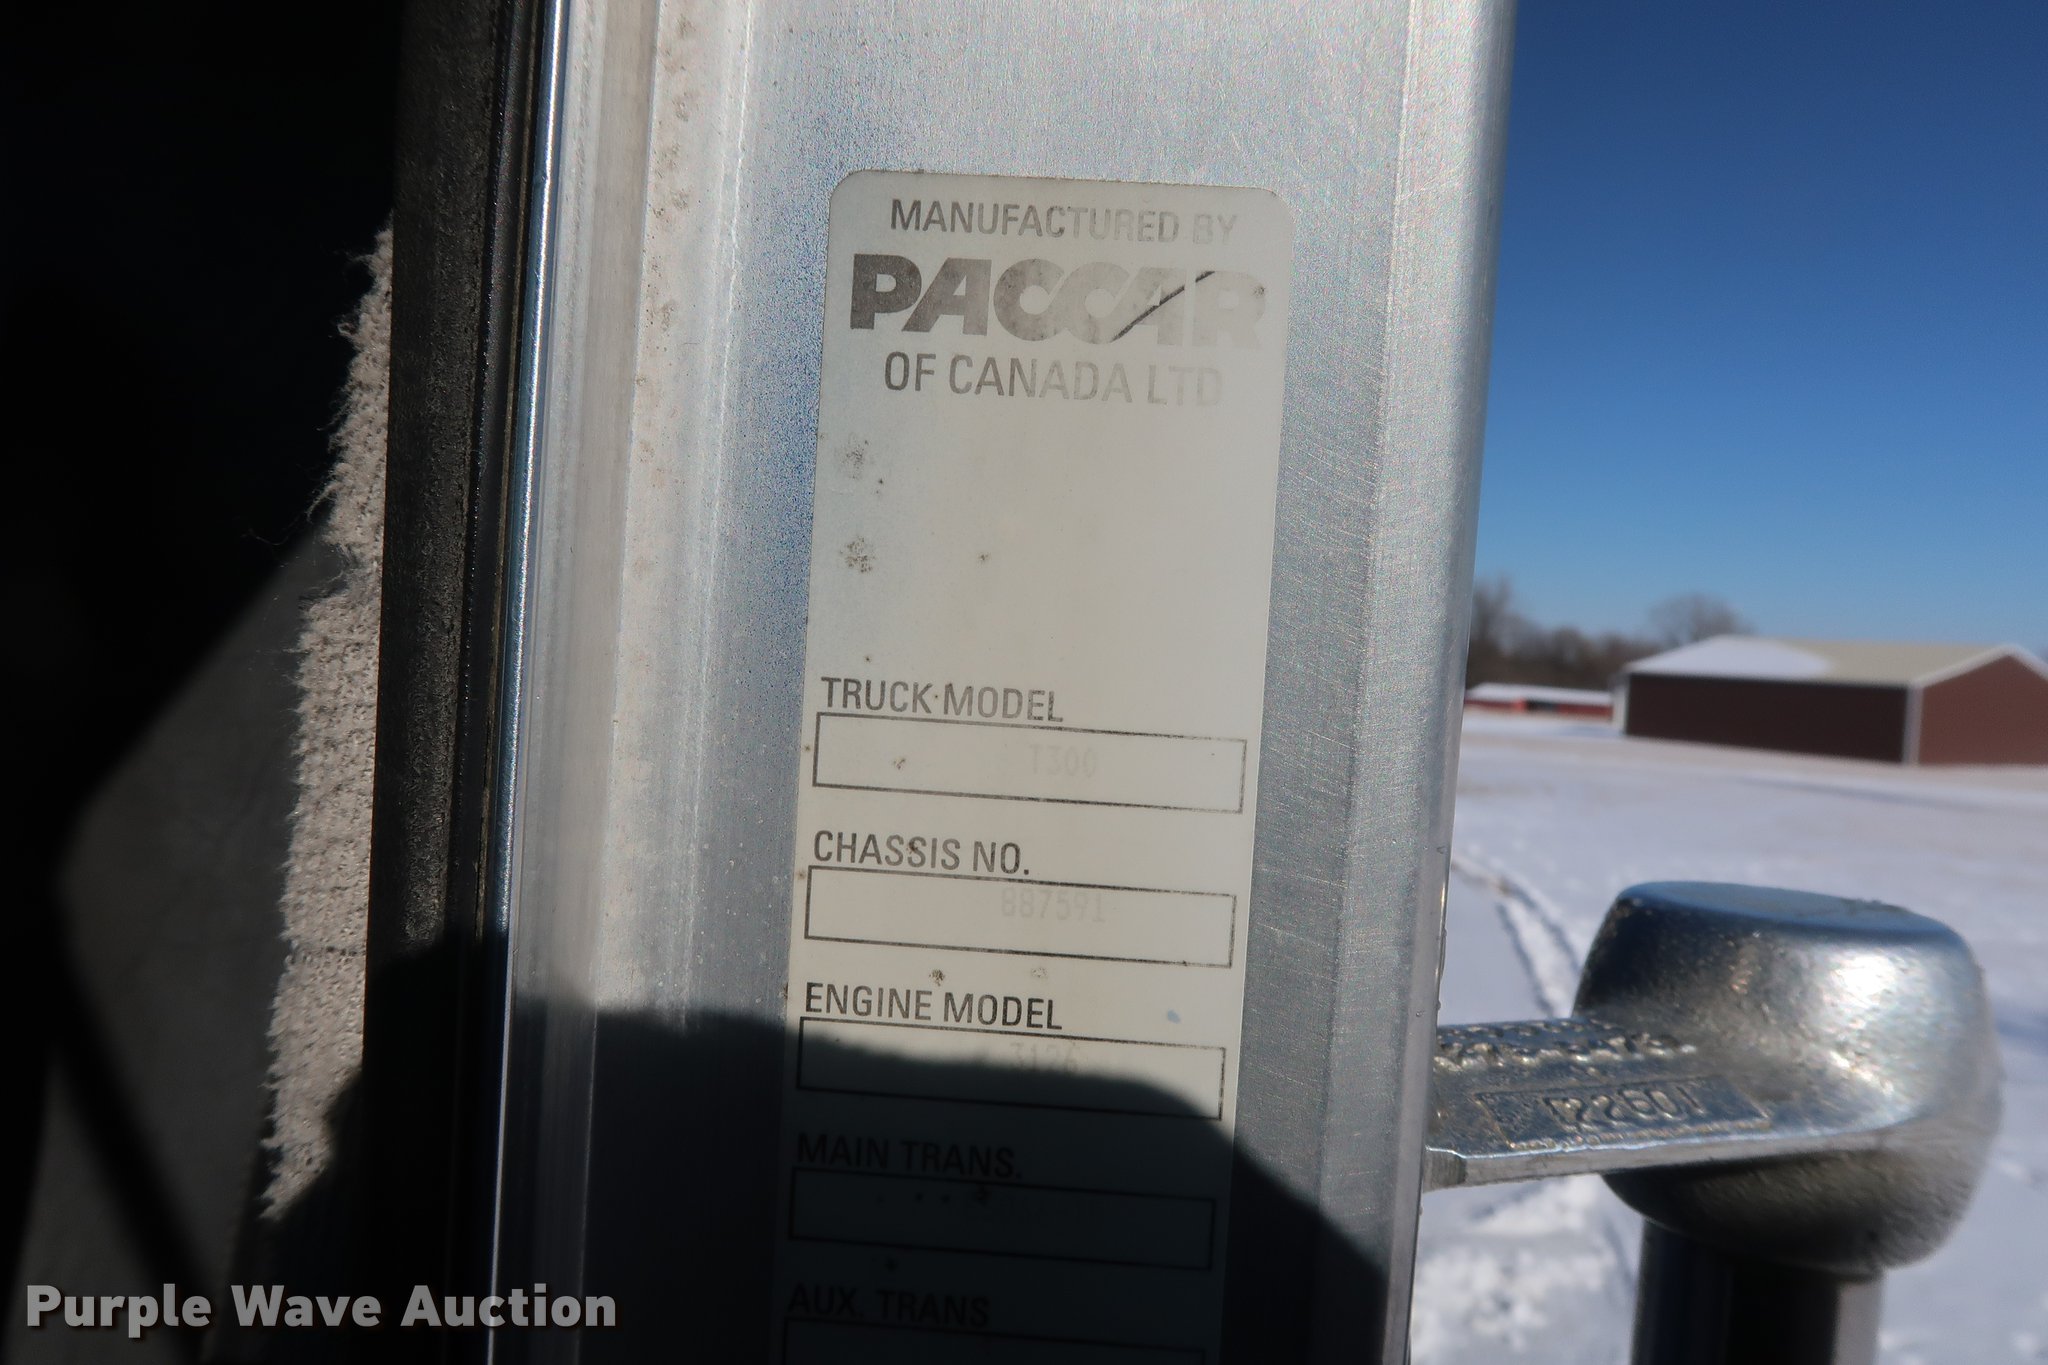 MANUFACTURED BY
PACCAR
OF CANADA LTD
TRUCK MODEL
T300
CHASSIS NO.
887591
ENGINE MODEL
3126
MAIN TRANS.
AUX. TRANS
Purple Wave Auction